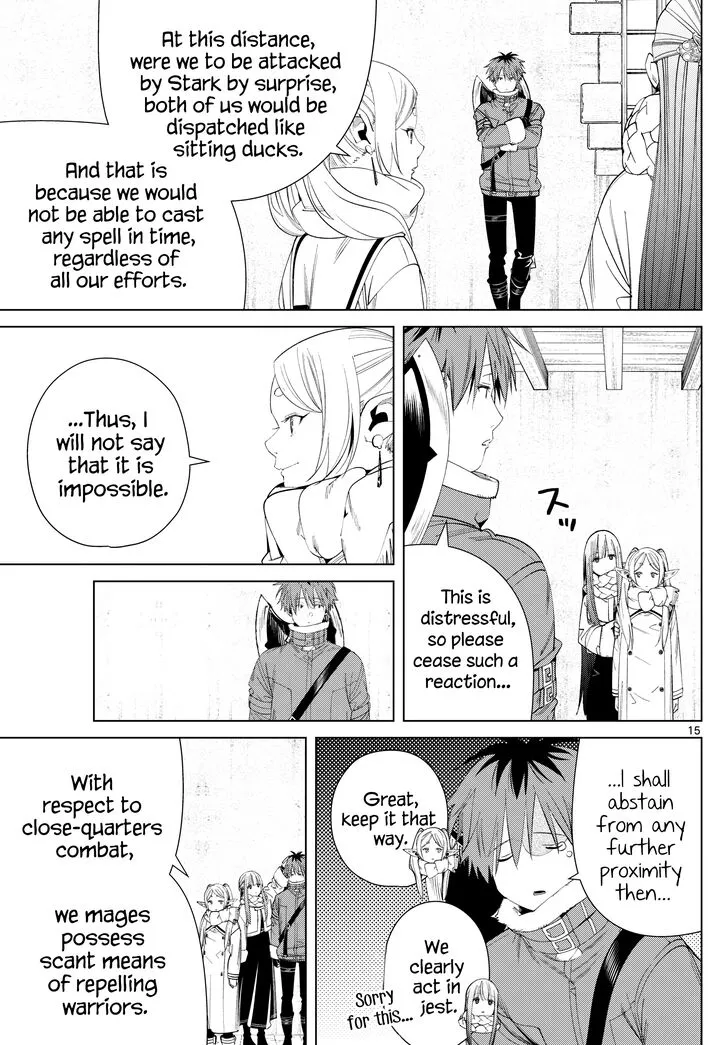 At this distance,
were we to be attacked
by Stark by surprise,
both of us would be
dispatched like
sitting ducks.
And that is
because we would
not be able to cast
any spell in time,
regardless of
all our efforts.
スッ
This is
distressful,
so please
cease such a
reaction...
...Thus, I
will not say
that it is
impossible.
15
...I shall
abstain
from any
further
proximity
then...
Great,
keep it that
way.
We
clearly
act in
jest.
Sorry
for this...
With
respect to
close-quarters
combat,
we mages
possess
scant means
of repelling
warriors.